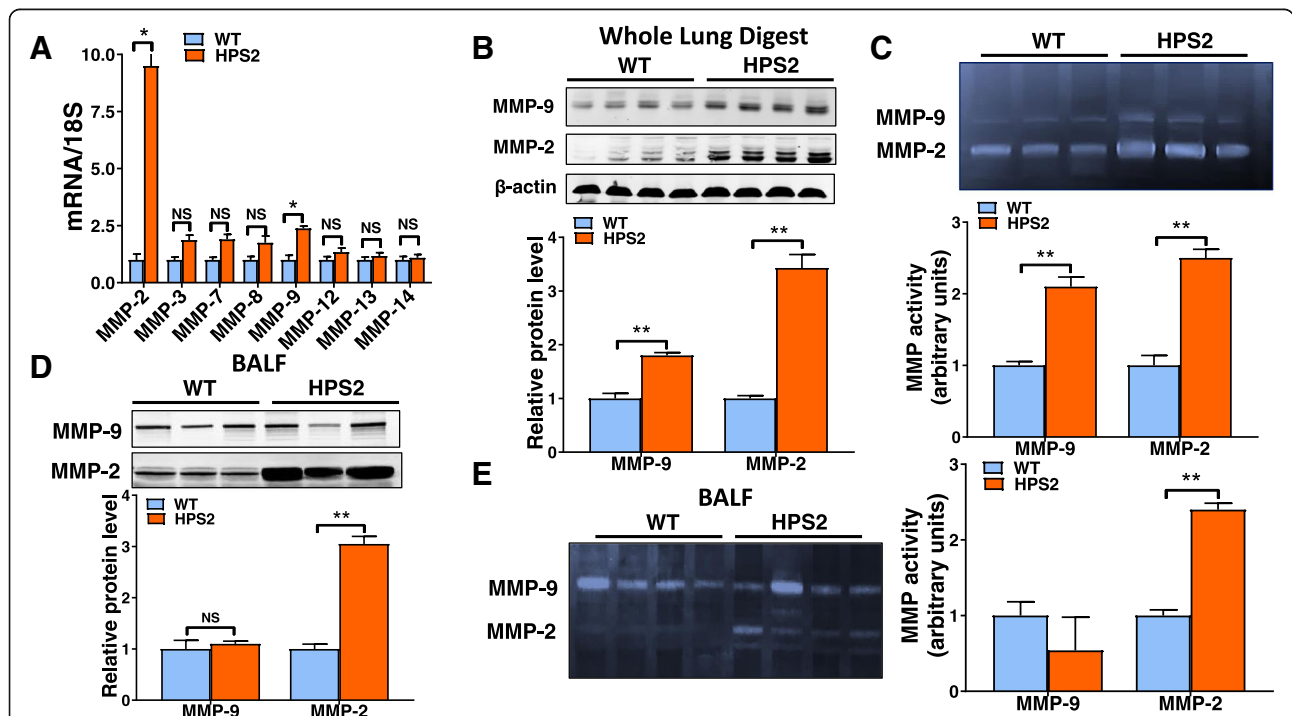 A
WT
HPS2
*
mRNA/18S
10.0
7.5
5.0
2.5
0.0
NS
NS
NS
*
NS
NS
NS
MMP-2
MMP-3
MMP-7
MMP-8
MMP-9
MMP-12
MMP-13
MMP-14
B
Whole Lung Digest
WT
HPS2
MMP-9
MMP-2
β-actin
WT
HPS2
Relative protein level
4
3
2
1
0
**
**
MMP-9
MMP-2
C
WT
HPS2
MMP-9
MMP-2
WT
HPS2
MMP activity
(arbitrary units)
3
2
1
0
**
**
MMP-9
MMP-2
D
BALF
WT
HPS2
MMP-9
MMP-2
WT
HPS2
Relative protein level
4
3
2
1
0
NS
**
MMP-9
MMP-2
E
BALF
WT
HPS2
MMP-9
MMP-2
WT
HPS2
MMP activity
(arbitrary units)
3
2
1
0
**
MMP-9
MMP-2